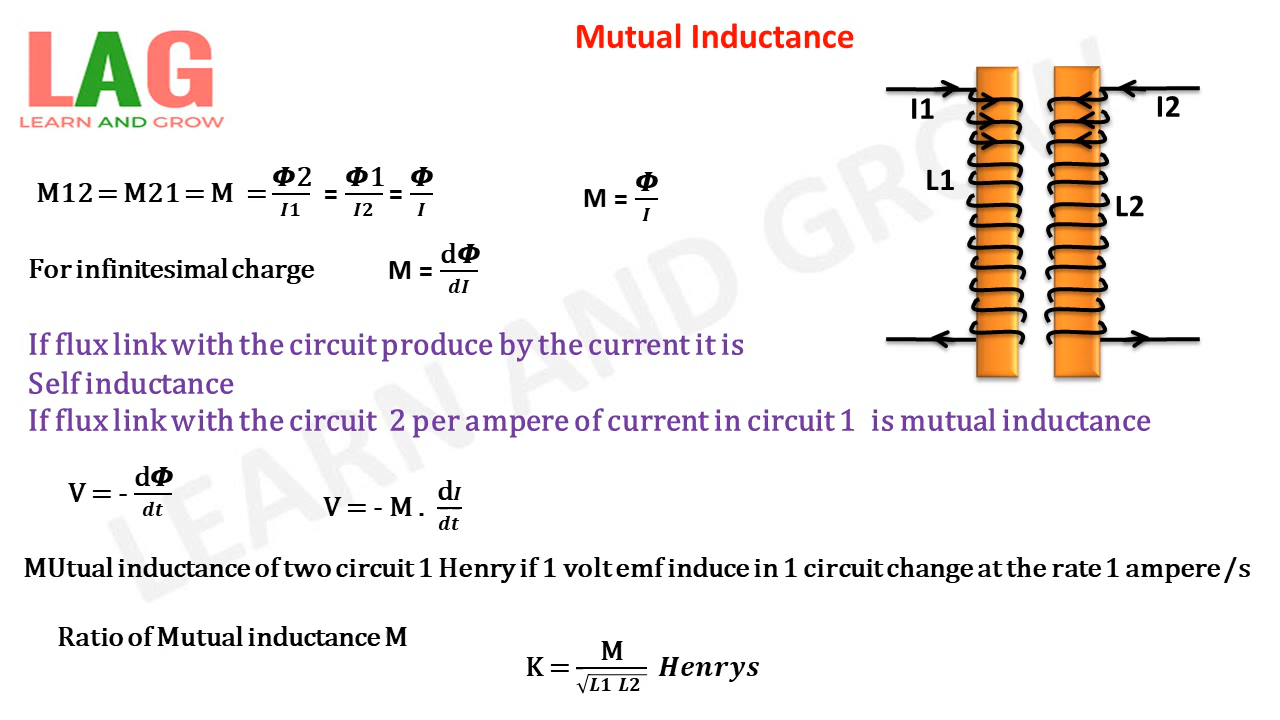 LAG
LEARN AND GROW
Mutual Inductance
I1
I2
L1
L2
M12 = M21 = M = Φ2/I1 = Φ1/I2 = Φ/I
M = Φ/I
For infinitesimal charge M = dΦ/dI
If flux link with the circuit produce by the current it is
Self inductance
If flux link with the circuit 2 per ampere of current in circuit 1 is mutual inductance
V = - dΦ/dt
V = - M . dI/dt
MUtual inductance of two circuit 1 Henry if 1 volt emf induce in 1 circuit change at the rate 1 ampere /s
Ratio of Mutual inductance M
K = M/√L1 L2 Henrys
LEARN AND GROW